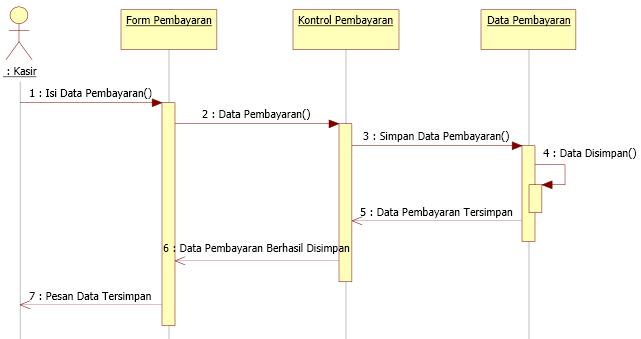 Form Pembayaran
Kontrol Pembayaran
Data Pembayaran
: Kasir
1 : Isi Data Pembayaran()
2 : Data Pembayaran()
3 : Simpan Data Pembayaran()
4 : Data Disimpan()
5 : Data Pembayaran Tersimpan
6 : Data Pembayaran Berhasil Disimpan
7 : Pesan Data Tersimpan